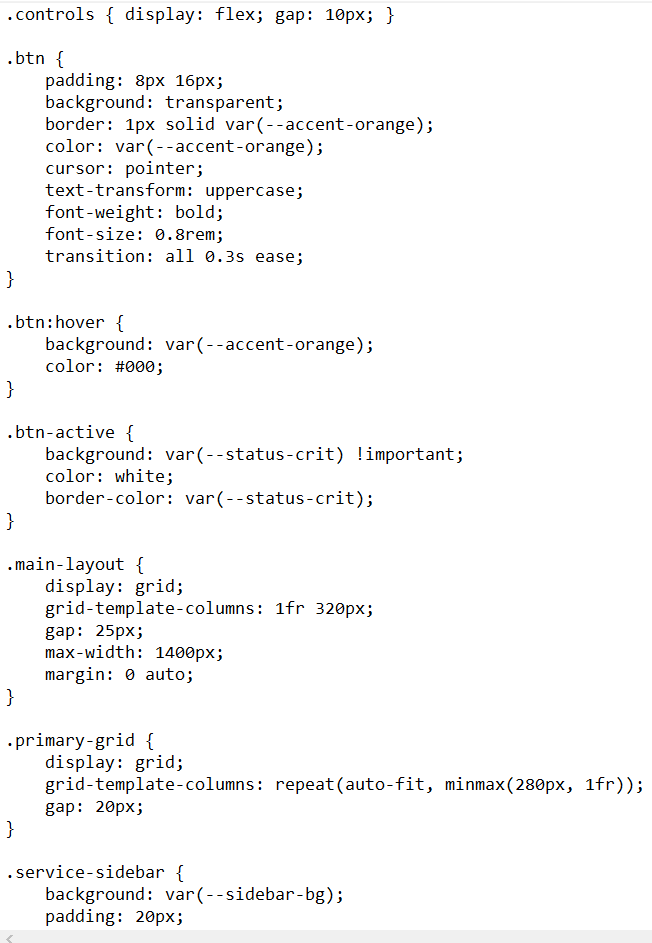 .controls { display: flex; gap: 10px; }

.btn {
    padding: 8px 16px;
    background: transparent;
    border: 1px solid var(--accent-orange);
    color: var(--accent-orange);
    cursor: pointer;
    text-transform: uppercase;
    font-weight: bold;
    font-size: 0.8rem;
    transition: all 0.3s ease;
}

.btn:hover {
    background: var(--accent-orange);
    color: #000;
}

.btn-active {
    background: var(--status-crit) !important;
    color: white;
    border-color: var(--status-crit);
}

.main-layout {
    display: grid;
    grid-template-columns: 1fr 320px;
    gap: 25px;
    max-width: 1400px;
    margin: 0 auto;
}

.primary-grid {
    display: grid;
    grid-template-columns: repeat(auto-fit, minmax(280px, 1fr));
    gap: 20px;
}

.service-sidebar {
    background: var(--sidebar-bg);
    padding: 20px;